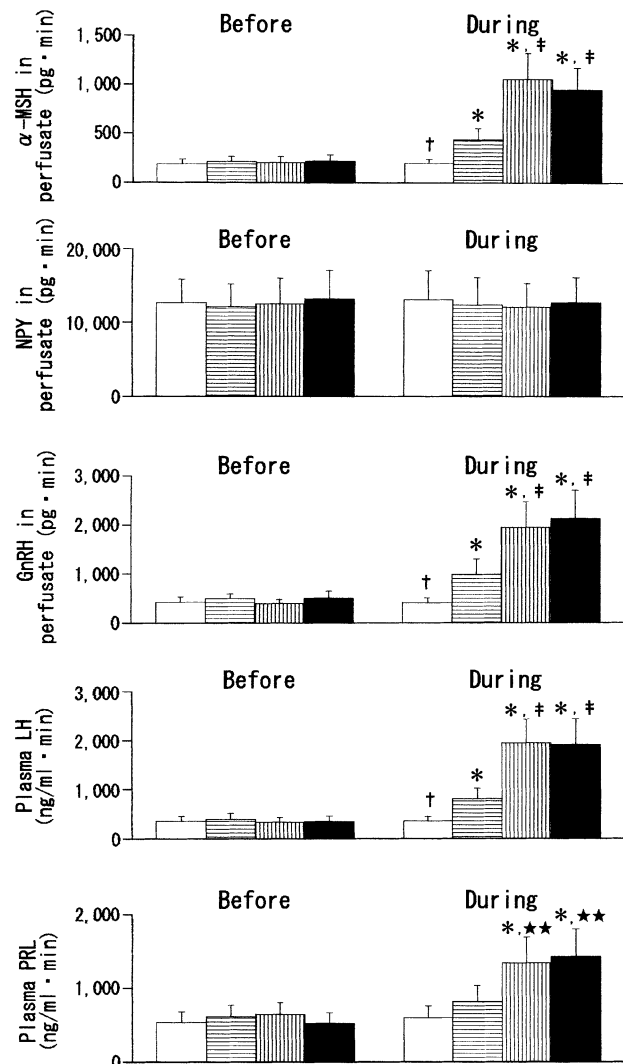 Before During
α-MSH in
perfusate (pg・min)
1,500
1,000
500
0
† * *,‡ *,‡
Before During
NPY in
perfusate (pg・min)
20,000
10,000
0
Before During
GnRH in
perfusate (pg・min)
3,000
2,000
1,000
0
† * *,‡ *,‡
Before During
Plasma LH
(ng/ml・min)
3,000
2,000
1,000
0
† * *,‡ *,‡
Before During
Plasma PRL
(ng/ml・min)
2,000
1,000
0
*,★★ *,★★